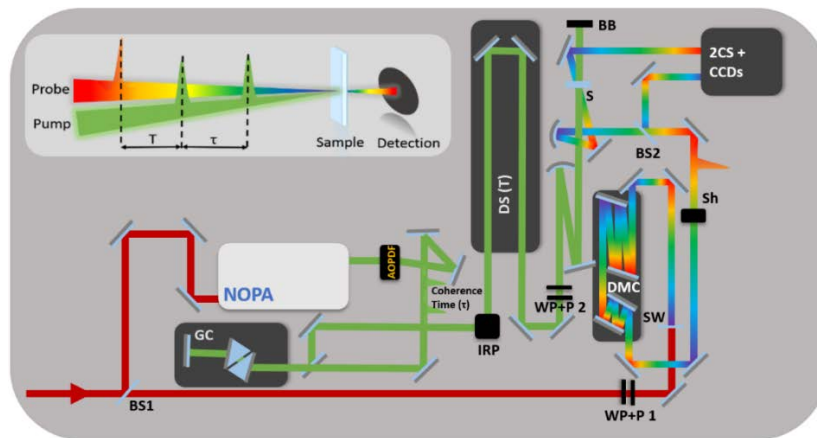 BB
2CS +
CCDs
Probe
Pump
T
τ
Sample
Detection
S
BS2
DS (T)
Sh
NOPA
AOPDF
Coherence
Time (τ)
DMC
WP+P 2
SW
GC
IRP
BS1
WP+P 1